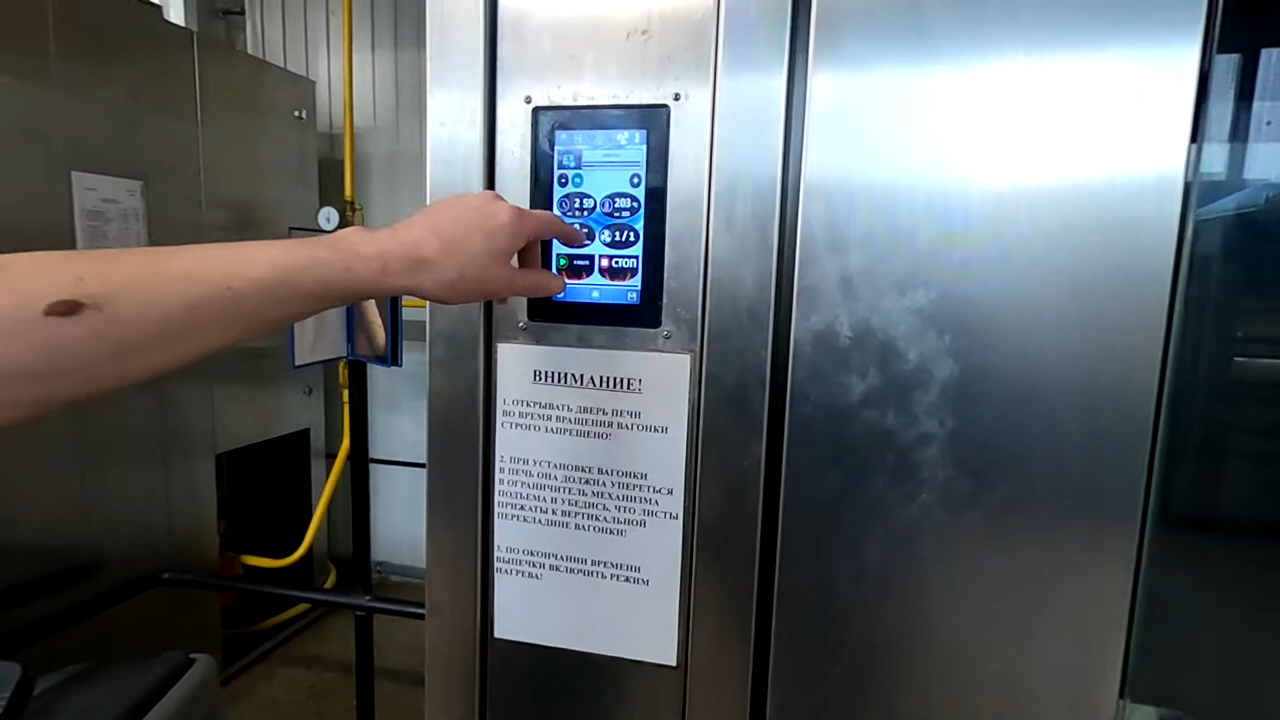 2 59
203 °C
1/1
СТОП
ВНИМАНИЕ!
1. ОТКРЫВАТЬ ДВЕРЬ ПЕЧИ
ВО ВРЕМЯ ВРАЩЕНИЯ ВАГОНКИ
СТРОГО ЗАПРЕЩЕНО!
2. ПРИ УСТАНОВКЕ ВАГОНКИ
В ПЕЧЬ ОНА ДОЛЖНА УПЕРЕТЬСЯ
В ОГРАНИЧИТЕЛЬ МЕХАНИЗМА
ПОДЪЕМА И УБЕДИСЬ, ЧТО ЛИСТЫ
ПРИЖАТЫ К ВЕРТИКАЛЬНОЙ
ПЕРЕКЛАДИНЕ ВАГОНКИ!
3. ПО ОКОНЧАНИИ ВРЕМЕНИ
ВЫПЕЧКИ ВКЛЮЧИТЬ РЕЖИМ
НАГРЕВА!